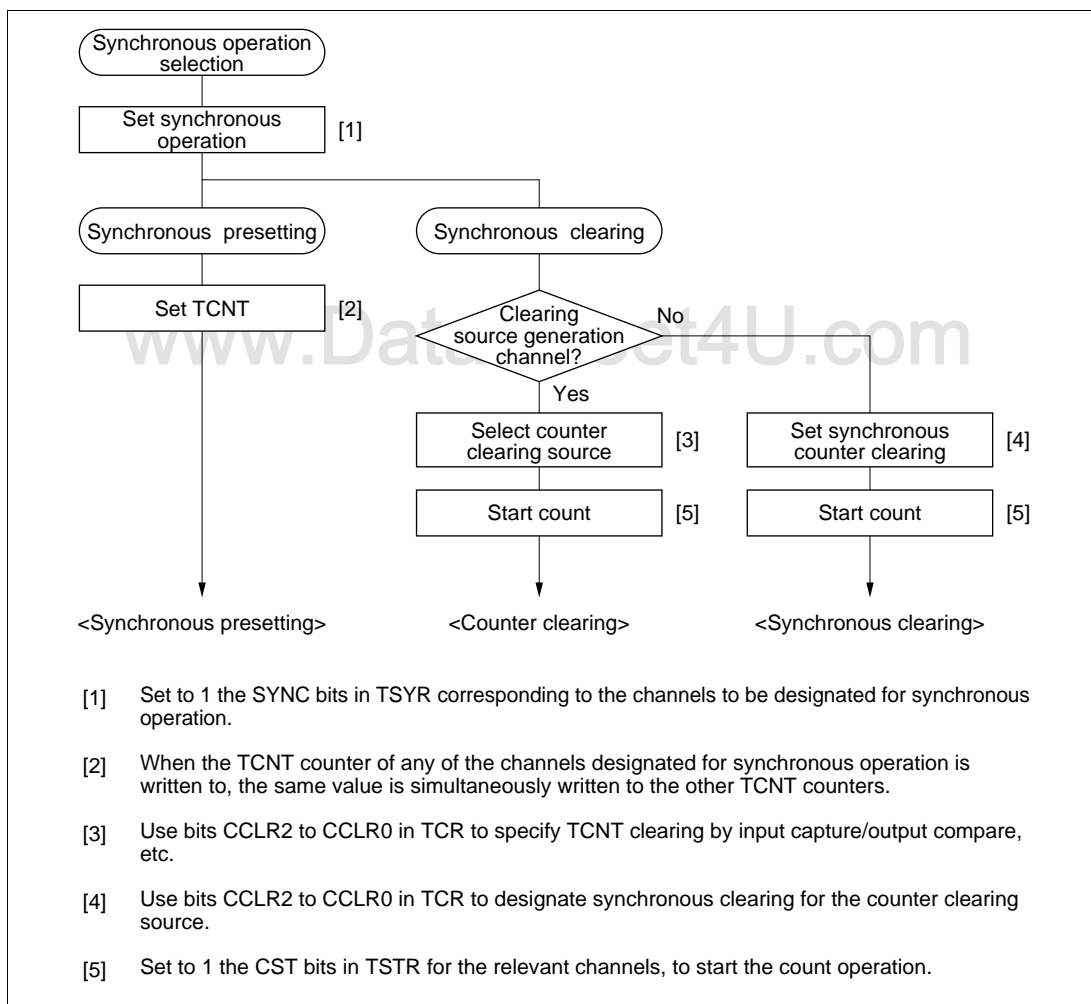 Synchronous operation
selection
Set synchronous
operation
[1]
Synchronous presetting
Synchronous clearing
Set TCNT
[2]
Clearing
source generation
channel?
No
Yes
www.DataSheet4U.com
Select counter
clearing source
[3]
Set synchronous
counter clearing
[4]
Start count
[5]
Start count
[5]
<Synchronous presetting>
<Counter clearing>
<Synchronous clearing>
[1] Set to 1 the SYNC bits in TSYR corresponding to the channels to be designated for synchronous
operation.
[2] When the TCNT counter of any of the channels designated for synchronous operation is
written to, the same value is simultaneously written to the other TCNT counters.
[3] Use bits CCLR2 to CCLR0 in TCR to specify TCNT clearing by input capture/output compare,
etc.
[4] Use bits CCLR2 to CCLR0 in TCR to designate synchronous clearing for the counter clearing
source.
[5] Set to 1 the CST bits in TSTR for the relevant channels, to start the count operation.